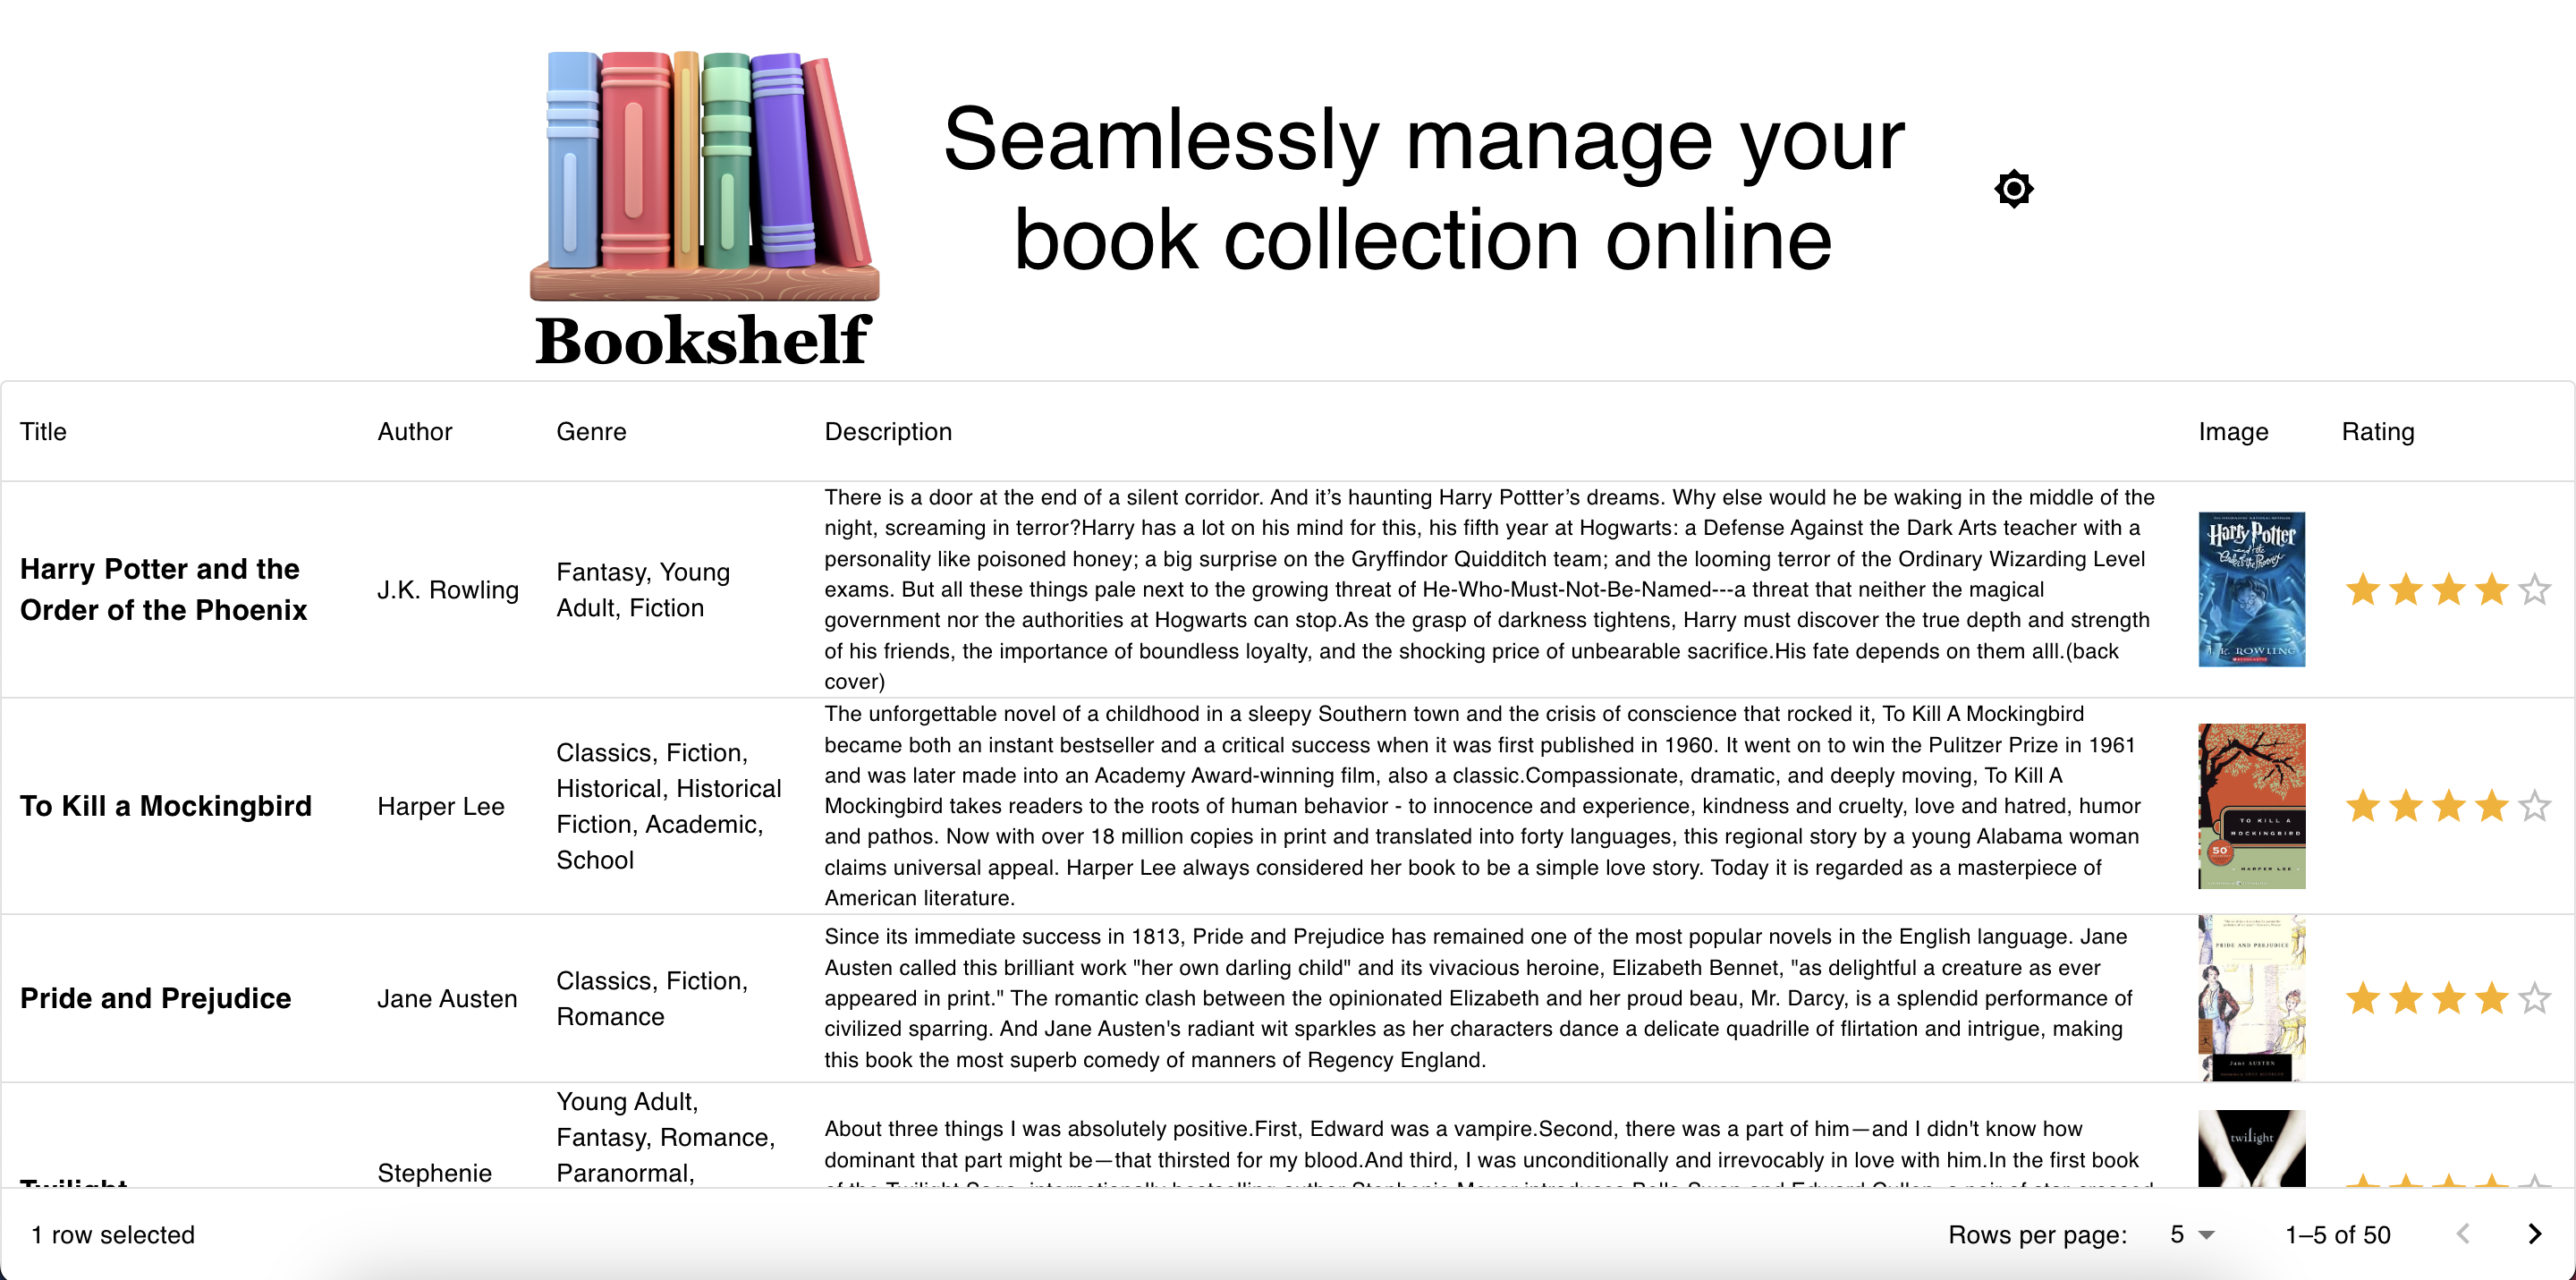 Seamlessly manage your
book collection online
Bookshelf
Title Author Genre Description Image Rating
Harry Potter and the
Order of the Phoenix
J.K. Rowling
Fantasy, Young
Adult, Fiction
There is a door at the end of a silent corridor. And it’s haunting Harry Pottter’s dreams. Why else would he be waking in the middle of the
night, screaming in terror?Harry has a lot on his mind for this, his fifth year at Hogwarts: a Defense Against the Dark Arts teacher with a
personality like poisoned honey; a big surprise on the Gryffindor Quidditch team; and the looming terror of the Ordinary Wizarding Level
exams. But all these things pale next to the growing threat of He-Who-Must-Not-Be-Named---a threat that neither the magical
government nor the authorities at Hogwarts can stop.As the grasp of darkness tightens, Harry must discover the true depth and strength
of his friends, the importance of boundless loyalty, and the shocking price of unbearable sacrifice.His fate depends on them alll.(back
cover)
Harry Potter
and the
Order of the Phoenix
J. K. ROWLING
To Kill a Mockingbird
Harper Lee
Classics, Fiction,
Historical, Historical
Fiction, Academic,
School
The unforgettable novel of a childhood in a sleepy Southern town and the crisis of conscience that rocked it, To Kill A Mockingbird
became both an instant bestseller and a critical success when it was first published in 1960. It went on to win the Pulitzer Prize in 1961
and was later made into an Academy Award-winning film, also a classic.Compassionate, dramatic, and deeply moving, To Kill A
Mockingbird takes readers to the roots of human behavior - to innocence and experience, kindness and cruelty, love and hatred, humor
and pathos. Now with over 18 million copies in print and translated into forty languages, this regional story by a young Alabama woman
claims universal appeal. Harper Lee always considered her book to be a simple love story. Today it is regarded as a masterpiece of
American literature.
TO KILL A
MOCKINGBIRD
50
HARPER LEE
Pride and Prejudice
Jane Austen
Classics, Fiction,
Romance
Since its immediate success in 1813, Pride and Prejudice has remained one of the most popular novels in the English language. Jane
Austen called this brilliant work "her own darling child" and its vivacious heroine, Elizabeth Bennet, "as delightful a creature as ever
appeared in print." The romantic clash between the opinionated Elizabeth and her proud beau, Mr. Darcy, is a splendid performance of
civilized sparring. And Jane Austen's radiant wit sparkles as her characters dance a delicate quadrille of flirtation and intrigue, making
this book the most superb comedy of manners of Regency England.
PRIDE AND PREJUDICE
Jane AUSTEN
Twilight
Stephenie
Young Adult,
Fantasy, Romance,
Paranormal,
About three things I was absolutely positive.First, Edward was a vampire.Second, there was a part of him—and I didn't know how
dominant that part might be—that thirsted for my blood.And third, I was unconditionally and irrevocably in love with him.In the first book
of the Twilight Saga, internationally bestselling author Stephenie Meyer introduces Bella Swan and Edward Cullen, a pair of star-crossed
twilight
1 row selected
Rows per page: 5 1–5 of 50